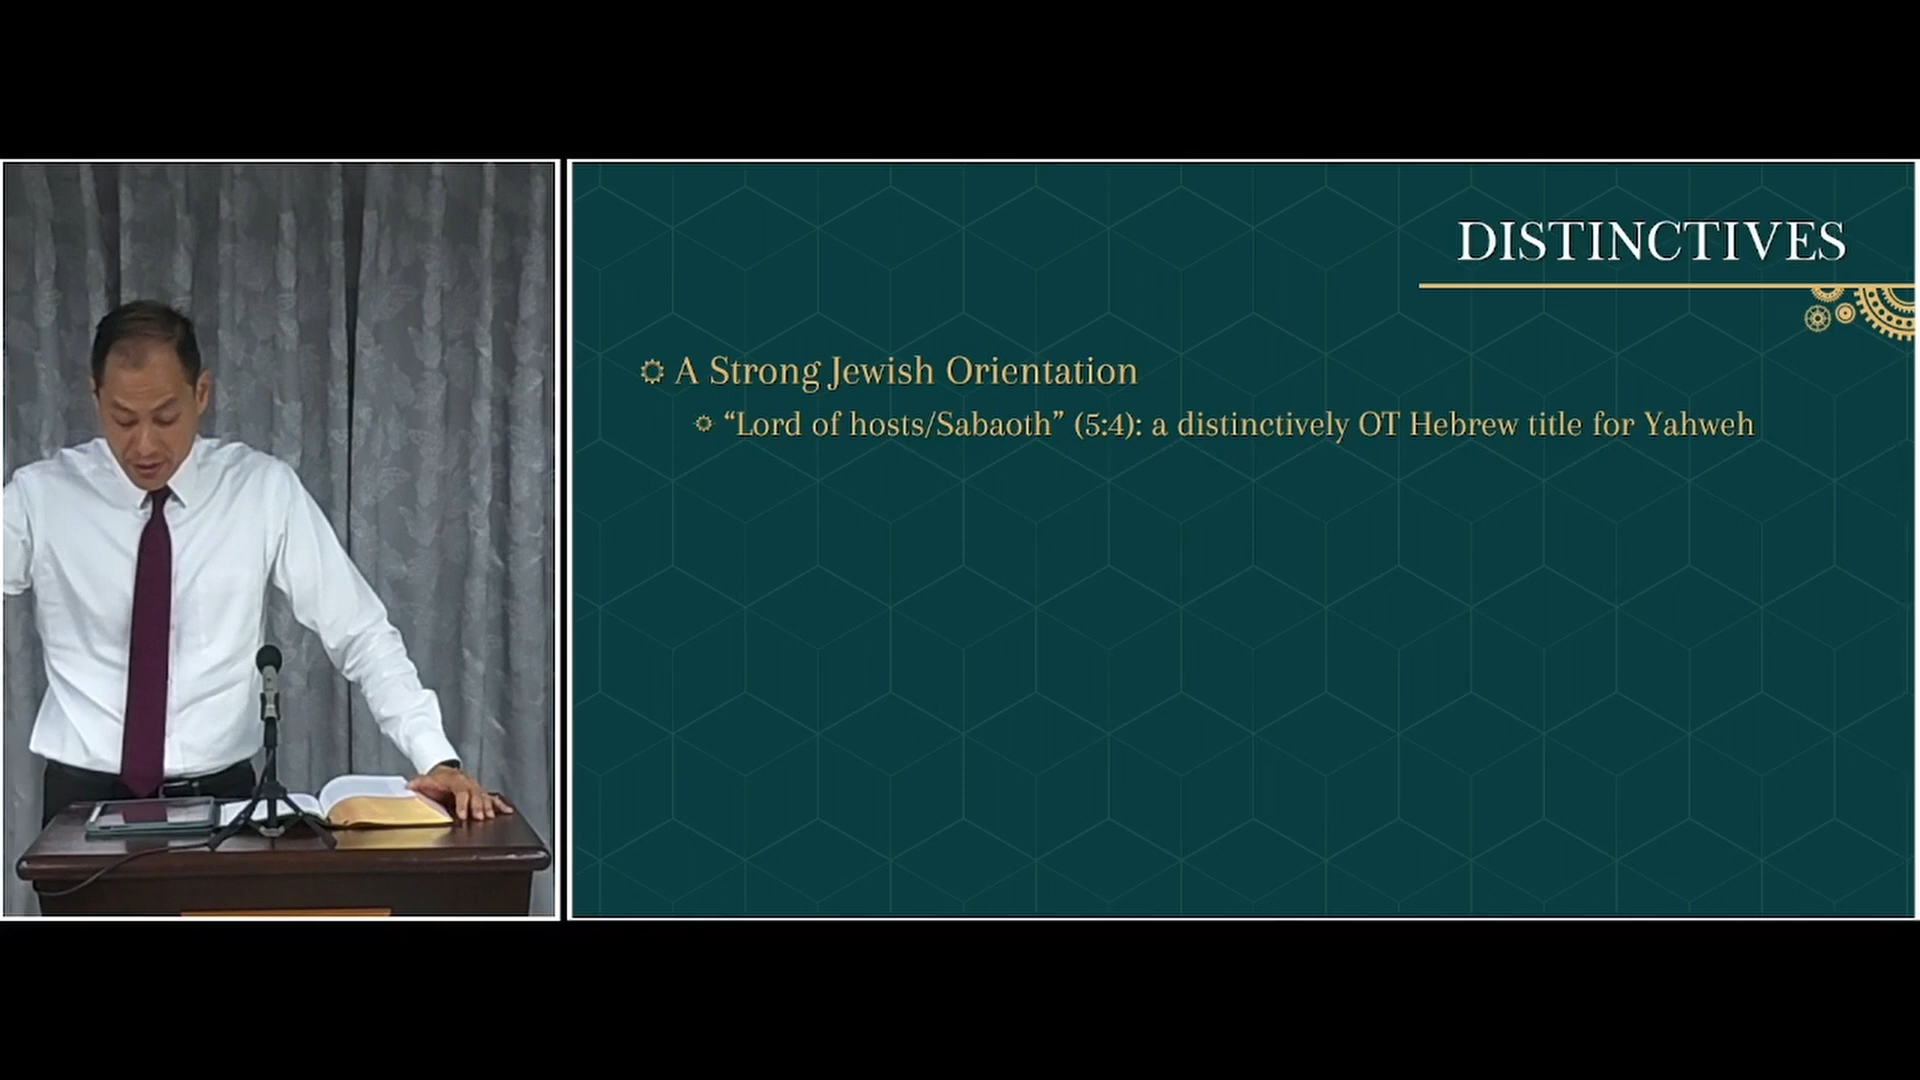 DISTINCTIVES
A Strong Jewish Orientation
“Lord of hosts/Sabaoth” (5:4): a distinctively OT Hebrew title for Yahweh